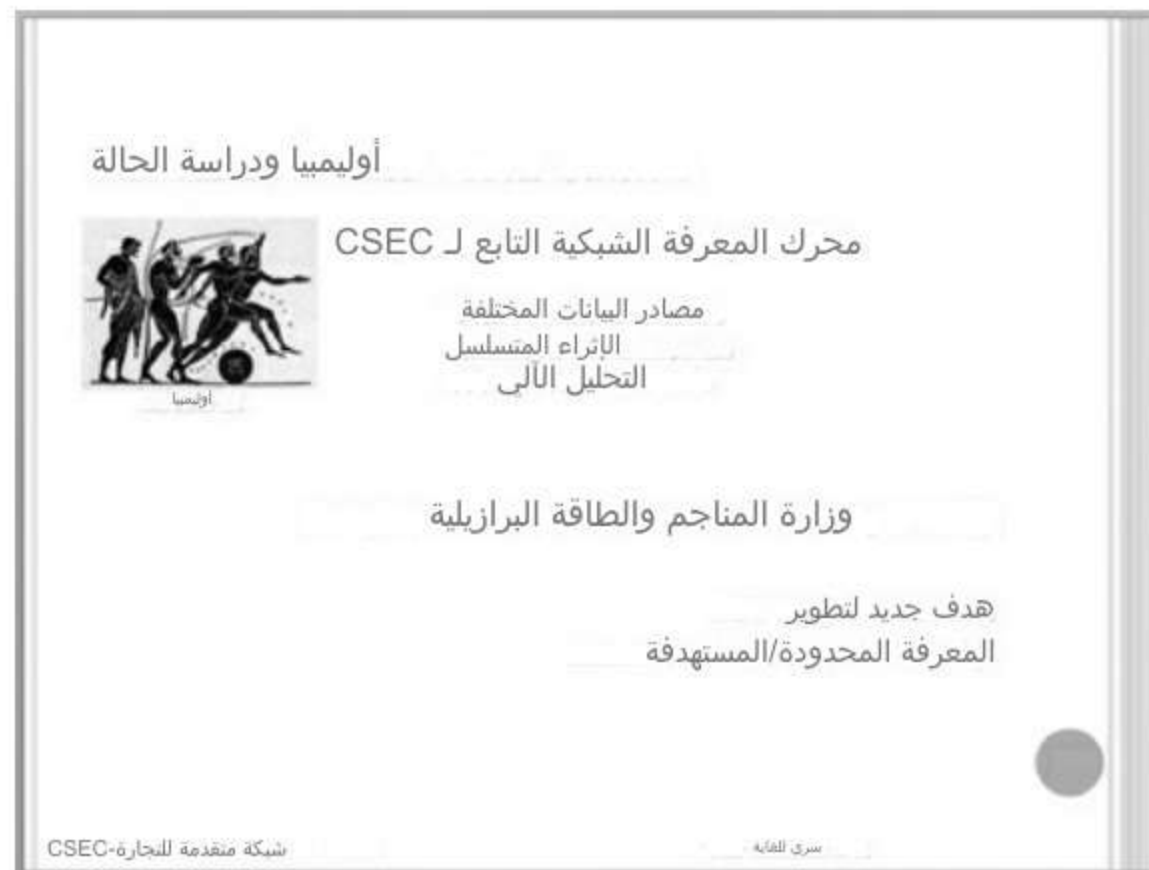 أوليمبيا ودراسة الحالة
محرك المعرفة الشبكية التابع لـ CSEC
مصادر البيانات المختلفة
الإثراء المتسلسل
التحليل الآلي
أوليمبيا
وزارة المناجم والطاقة البرازيلية
هدف جديد لتطوير
المعرفة المحدودة/المستهدفة
شبكة متقدمة للتجارة-CSEC
سري للغاية